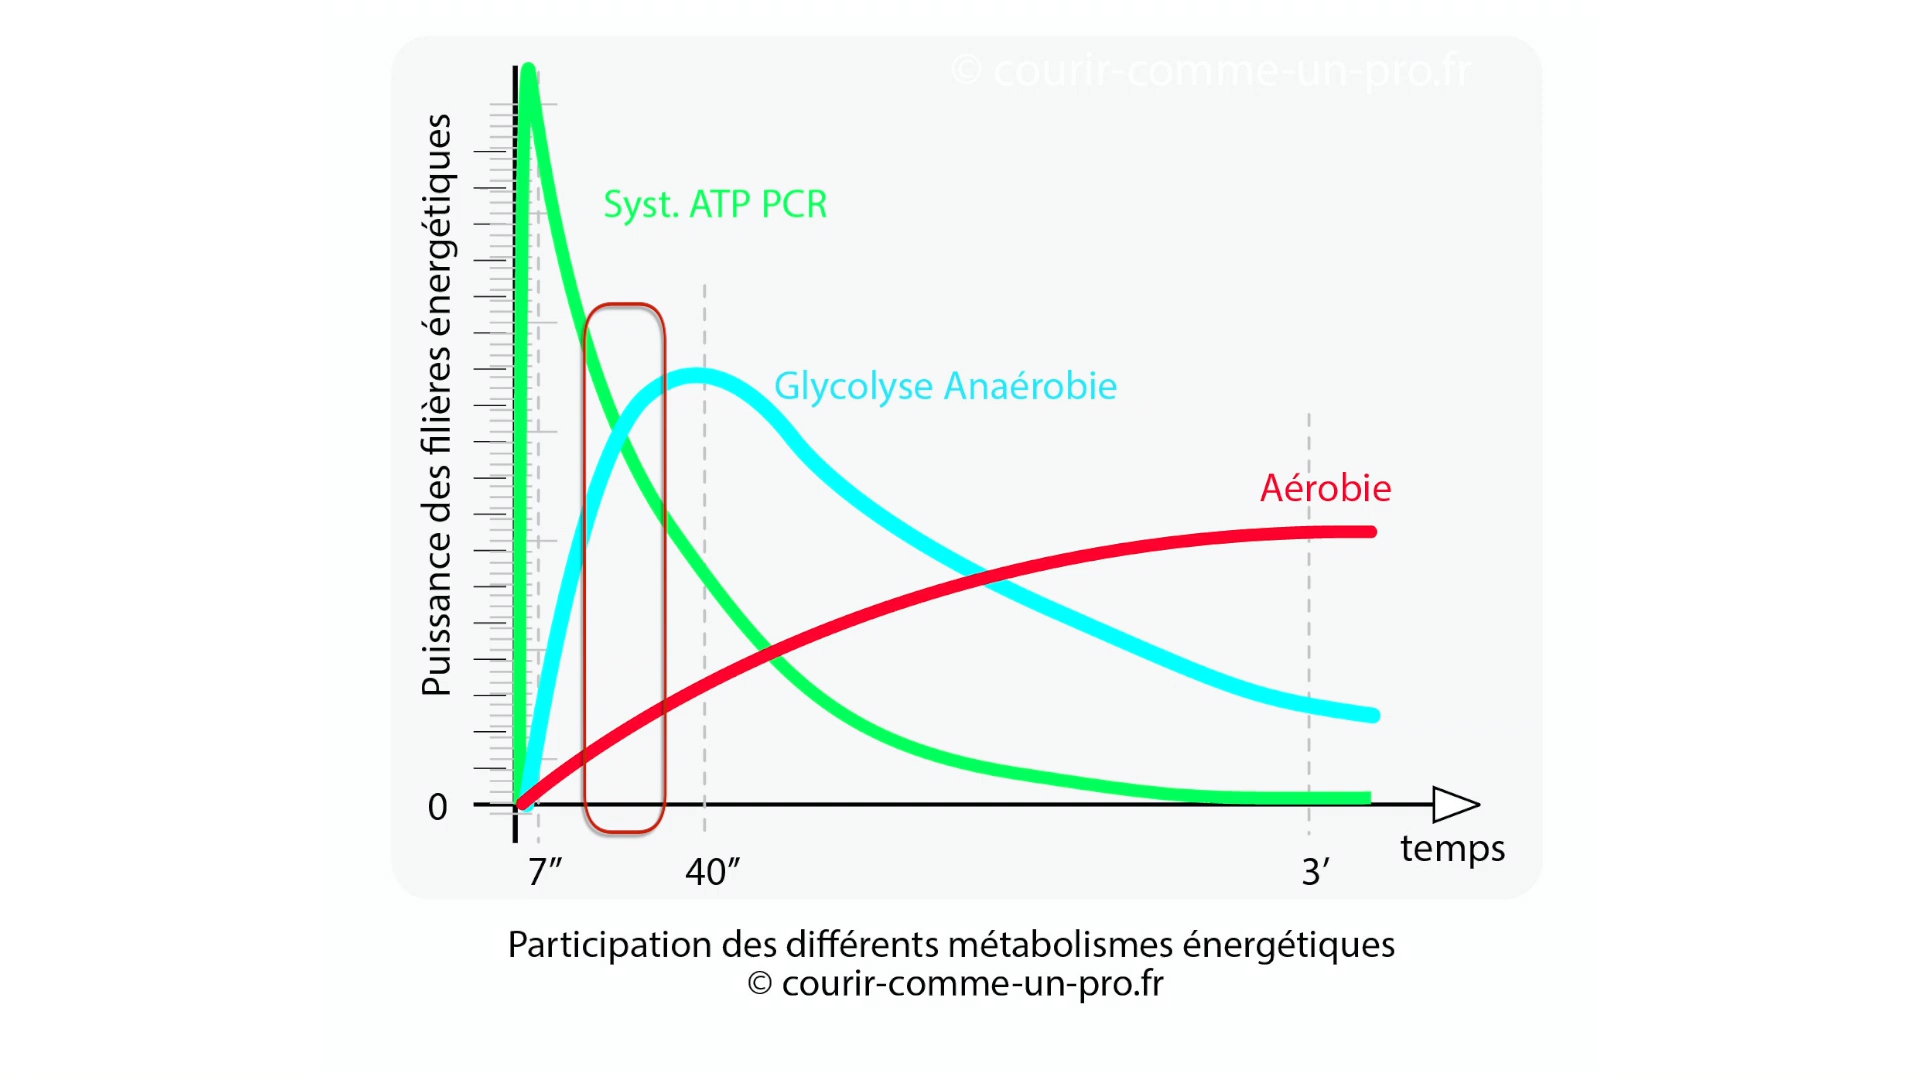 © courir-comme-un-pro.fr
Puissance des filières énergétiques
Syst. ATP PCR
Glycolyse Anaérobie
Aérobie
0
temps
7’’
40’’
3’
Participation des différents métabolismes énergétiques
© courir-comme-un-pro.fr